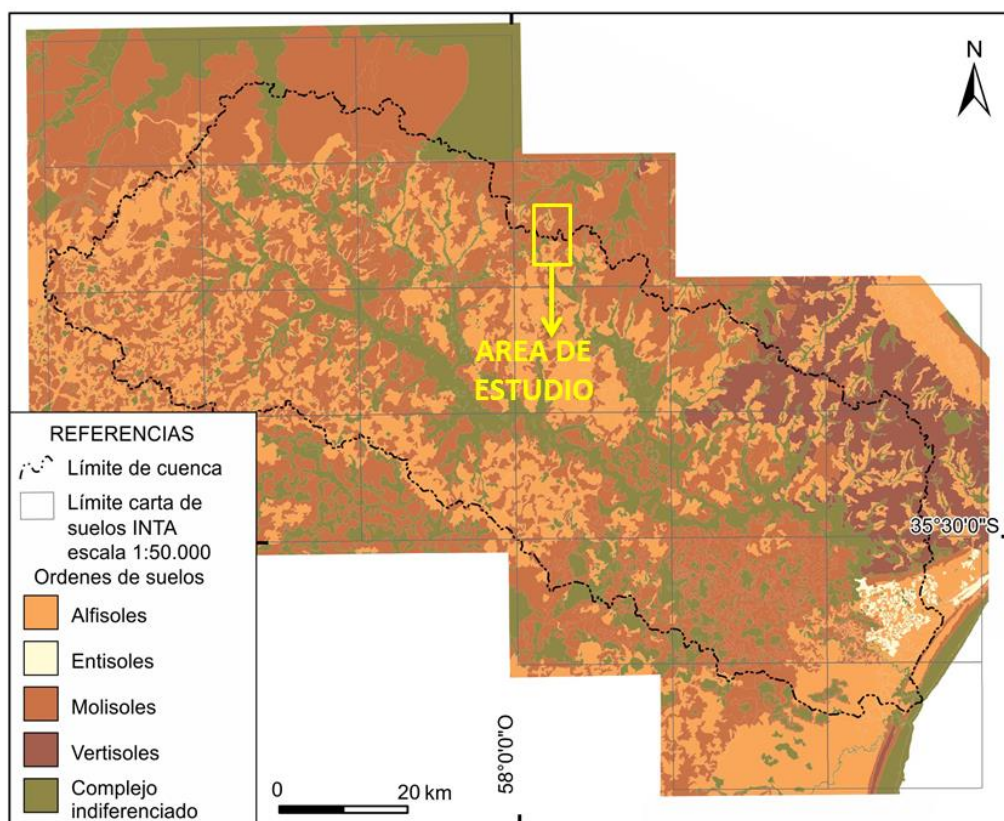 N
AREA DE
ESTUDIO
REFERENCIAS
Límite de cuenca
Límite carta de
suelos INTA
escala 1:50.000
Ordenes de suelos
Alfisoles
Entisoles
Molisoles
Vertisoles
Complejo
indiferenciado
35°30'0"S
58°0'0"O
0 20 km